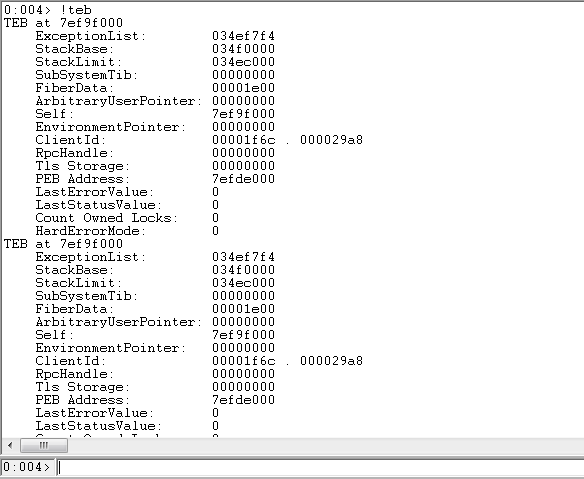 0:004> !teb
TEB at 7ef9f000
ExceptionList: 034ef7f4
StackBase: 034f0000
StackLimit: 034ec000
SubSystemTib: 00000000
FiberData: 00001e00
ArbitraryUserPointer: 00000000
Self: 7ef9f000
EnvironmentPointer: 00000000
ClientId: 00001f6c . 000029a8
RpcHandle: 00000000
Tls Storage: 00000000
PEB Address: 7efde000
LastErrorValue: 0
LastStatusValue: 0
Count Owned Locks: 0
HardErrorMode: 0
TEB at 7ef9f000
ExceptionList: 034ef7f4
StackBase: 034f0000
StackLimit: 034ec000
SubSystemTib: 00000000
FiberData: 00001e00
ArbitraryUserPointer: 00000000
Self: 7ef9f000
EnvironmentPointer: 00000000
ClientId: 00001f6c . 000029a8
RpcHandle: 00000000
Tls Storage: 00000000
PEB Address: 7efde000
LastErrorValue: 0
LastStatusValue: 0
0:004>